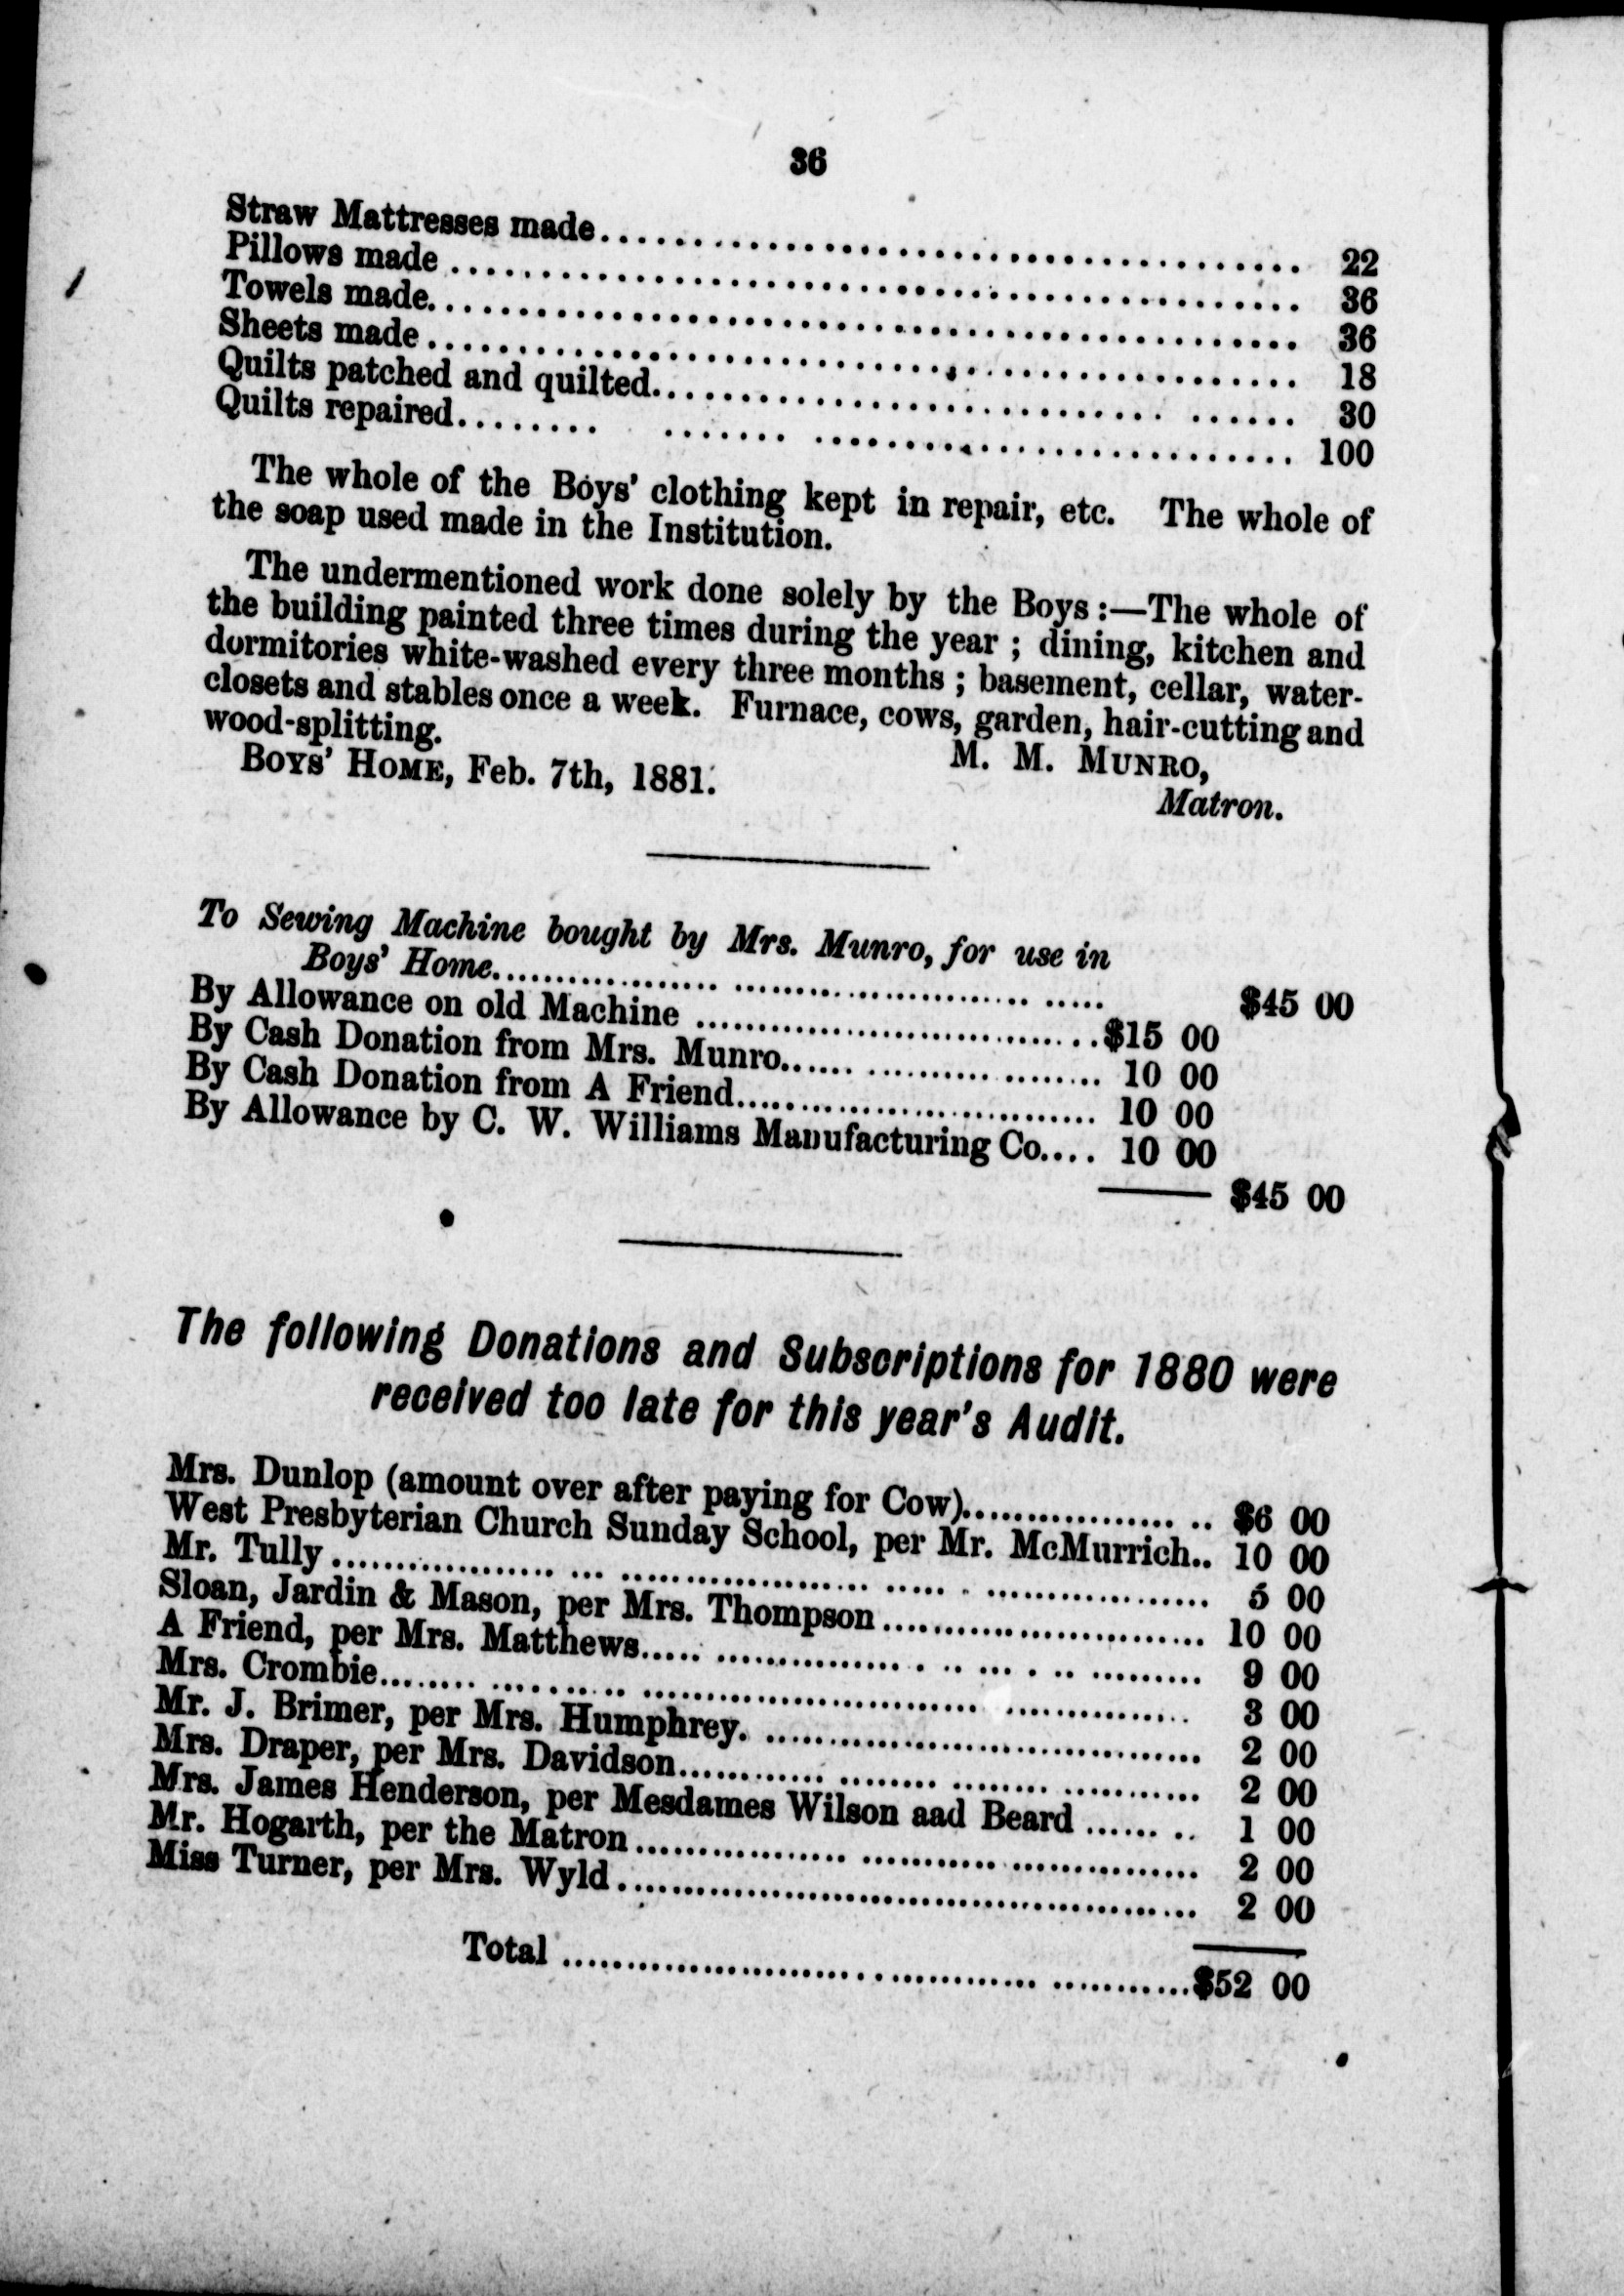 36
Straw Mattresses made........................................ 22
Pillows made ........................................ 36
Towels made........................................ 36
Sheets made ........................................ 18
Quilts patched and quilted........................................ 30
Quilts repaired........................................ 100
The whole of the Boys' clothing kept in repair, etc. The whole of
the soap used made in the Institution.
The undermentioned work done solely by the Boys :—The whole of
the building painted three times during the year ; dining, kitchen and
dormitories white-washed every three months ; basement, cellar, water-
closets and stables once a week. Furnace, cows, garden, hair-cutting and
wood-splitting.
M. M. MUNRO,
BOYS' HOME, Feb. 7th, 1881.
Matron.
To Sewing Machine bought by Mrs. Munro, for use in
Boys' Home........................................ $45 00
By Allowance on old Machine ........................................$15 00
By Cash Donation from Mrs. Munro........................................ 10 00
By Cash Donation from A Friend........................................ 10 00
By Allowance by C. W. Williams Manufacturing Co.... 10 00
$45 00
The following Donations and Subscriptions for 1880 were
received too late for this year's Audit.
Mrs. Dunlop (amount over after paying for Cow)................... $6 00
West Presbyterian Church Sunday School, per Mr. McMurrich.. 10 00
Mr. Tully ........................................ 5 00
Sloan, Jardin & Mason, per Mrs. Thompson ........................... 10 00
A Friend, per Mrs. Matthews........................................ 9 00
Mrs. Crombie........................................ 3 00
Mr. J. Brimer, per Mrs. Humphrey. ................................... 2 00
Mrs. Draper, per Mrs. Davidson........................................ 2 00
Mrs. James Henderson, per Mesdames Wilson aad Beard ........ 1 00
Mr. Hogarth, per the Matron ........................................ 2 00
Miss Turner, per Mrs. Wyld ........................................ 2 00
Total ........................................$52 00